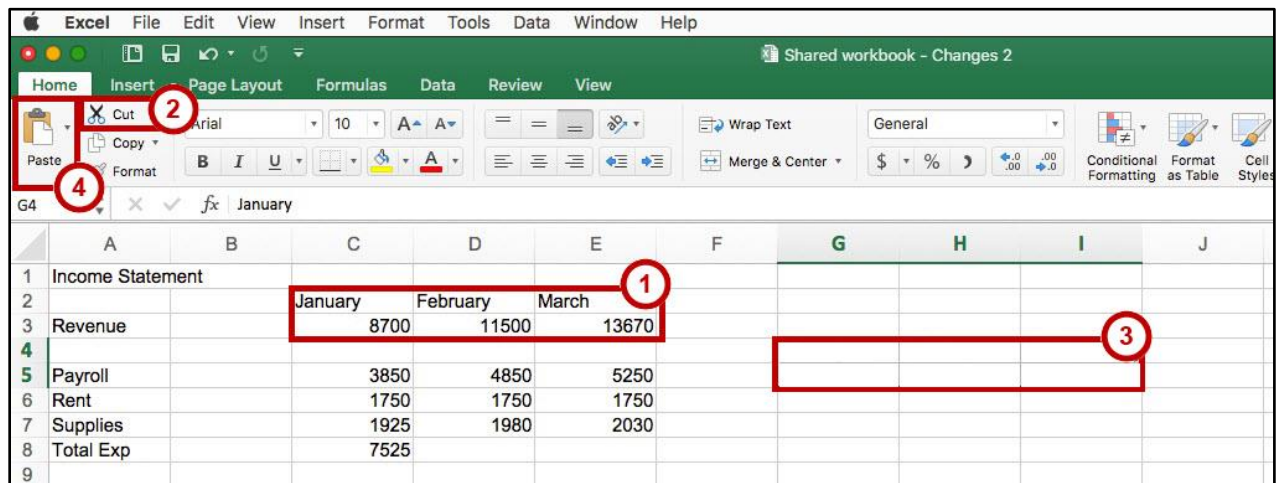 Excel File Edit View Insert Format Tools Data Window Help
Shared workbook - Changes 2
Home Insert Page Layout Formulas Data Review View
Cut 2 Arial 10 A A Wrap Text General
Copy
Paste Format B I U A Merge & Center $ % .0 .00 .00 .0 Conditional Formatting Format as Table Cell Styles
4
G4 fx January
A B C D E F G H I J
1 Income Statement 1
2 January February March
3 Revenue 8700 11500 13670 3
4
5 Payroll 3850 4850 5250
6 Rent 1750 1750 1750
7 Supplies 1925 1980 2030
8 Total Exp 7525
9